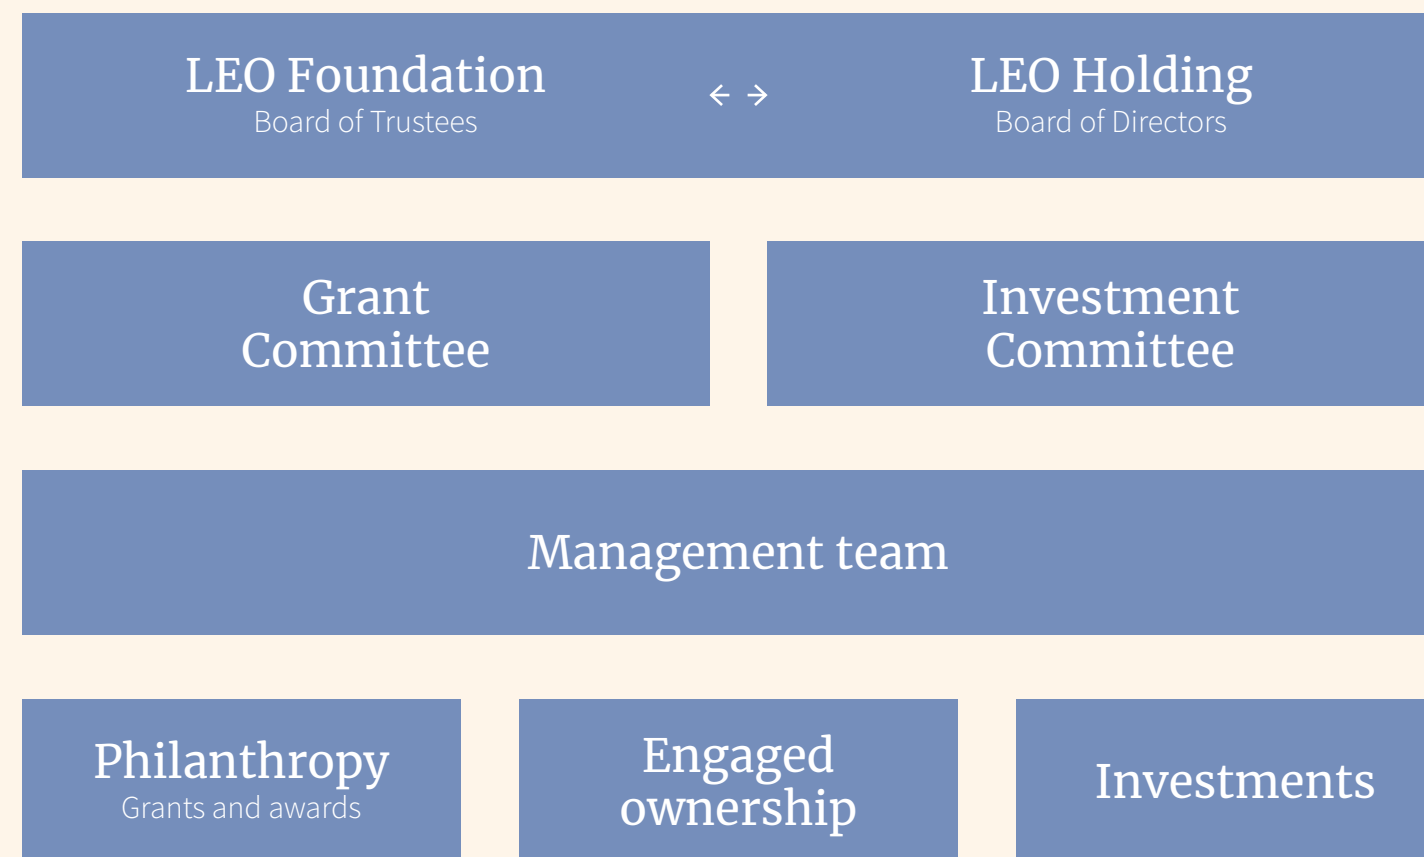 LEO Foundation
Board of Trustees
LEO Holding
Board of Directors
Grant
Committee
Investment
Committee
Management team
Philanthropy
Grants and awards
Engaged
ownership
Investments